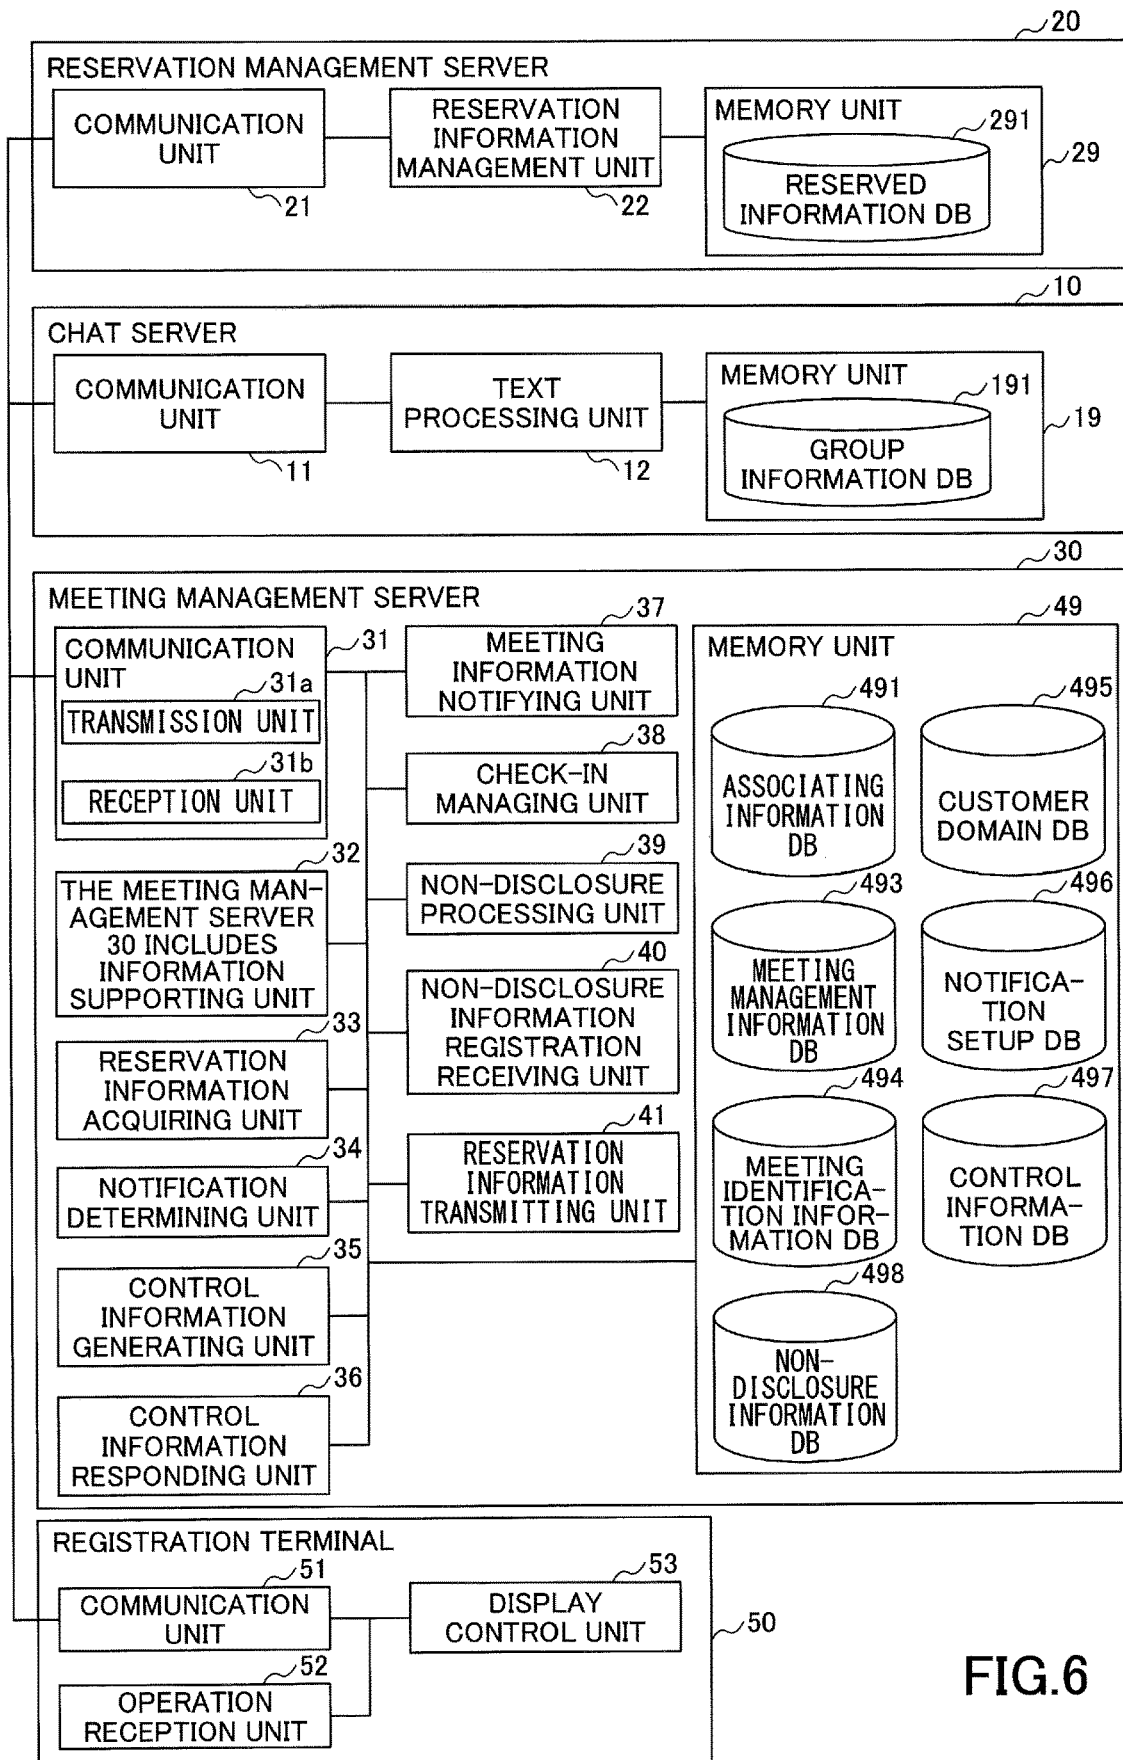 20
RESERVATION MANAGEMENT SERVER
COMMUNICATION
UNIT
21
RESERVATION
INFORMATION
MANAGEMENT UNIT
22
MEMORY UNIT
291
RESERVED
INFORMATION DB
29
10
CHAT SERVER
COMMUNICATION
UNIT
11
TEXT
PROCESSING UNIT
12
MEMORY UNIT
191
GROUP
INFORMATION DB
19
30
MEETING MANAGEMENT SERVER
COMMUNICATION
UNIT
31
31a
TRANSMISSION UNIT
31b
RECEPTION UNIT
32
THE MEETING MAN-
AGEMENT SERVER
30 INCLUDES
INFORMATION
SUPPORTING UNIT
33
RESERVATION
INFORMATION
ACQUIRING UNIT
34
NOTIFICATION
DETERMINING UNIT
35
CONTROL
INFORMATION
GENERATING UNIT
36
CONTROL
INFORMATION
RESPONDING UNIT
37
MEETING
INFORMATION
NOTIFYING UNIT
38
CHECK-IN
MANAGING UNIT
39
NON-DISCLOSURE
PROCESSING UNIT
40
NON-DISCLOSURE
INFORMATION
REGISTRATION
RECEIVING UNIT
41
RESERVATION
INFORMATION
TRANSMITTING UNIT
49
MEMORY UNIT
491
ASSOCIATING
INFORMATION
DB
495
CUSTOMER
DOMAIN DB
493
MEETING
MANAGEMENT
INFORMATION
DB
496
NOTIFICA-
TION
SETUP DB
494
MEETING
IDENTIFICA-
TION INFOR-
MATION DB
497
CONTROL
INFORMA-
TION DB
498
NON-
DISCLOSURE
INFORMATION
DB
REGISTRATION TERMINAL
51
COMMUNICATION
UNIT
52
OPERATION
RECEPTION UNIT
53
DISPLAY
CONTROL UNIT
50
FIG.6